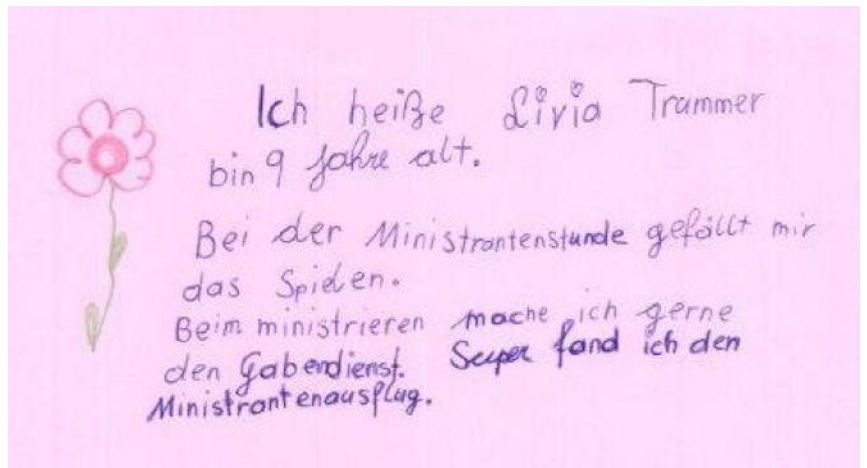 Ich heiße Livia Trammer
bin 9 Jahre alt.
Bei der Ministrantenstunde gefällt mir
das Spielen.
Beim ministrieren mache ich gerne
den Gabendienst. Super fand ich den
Ministrantenausflug.